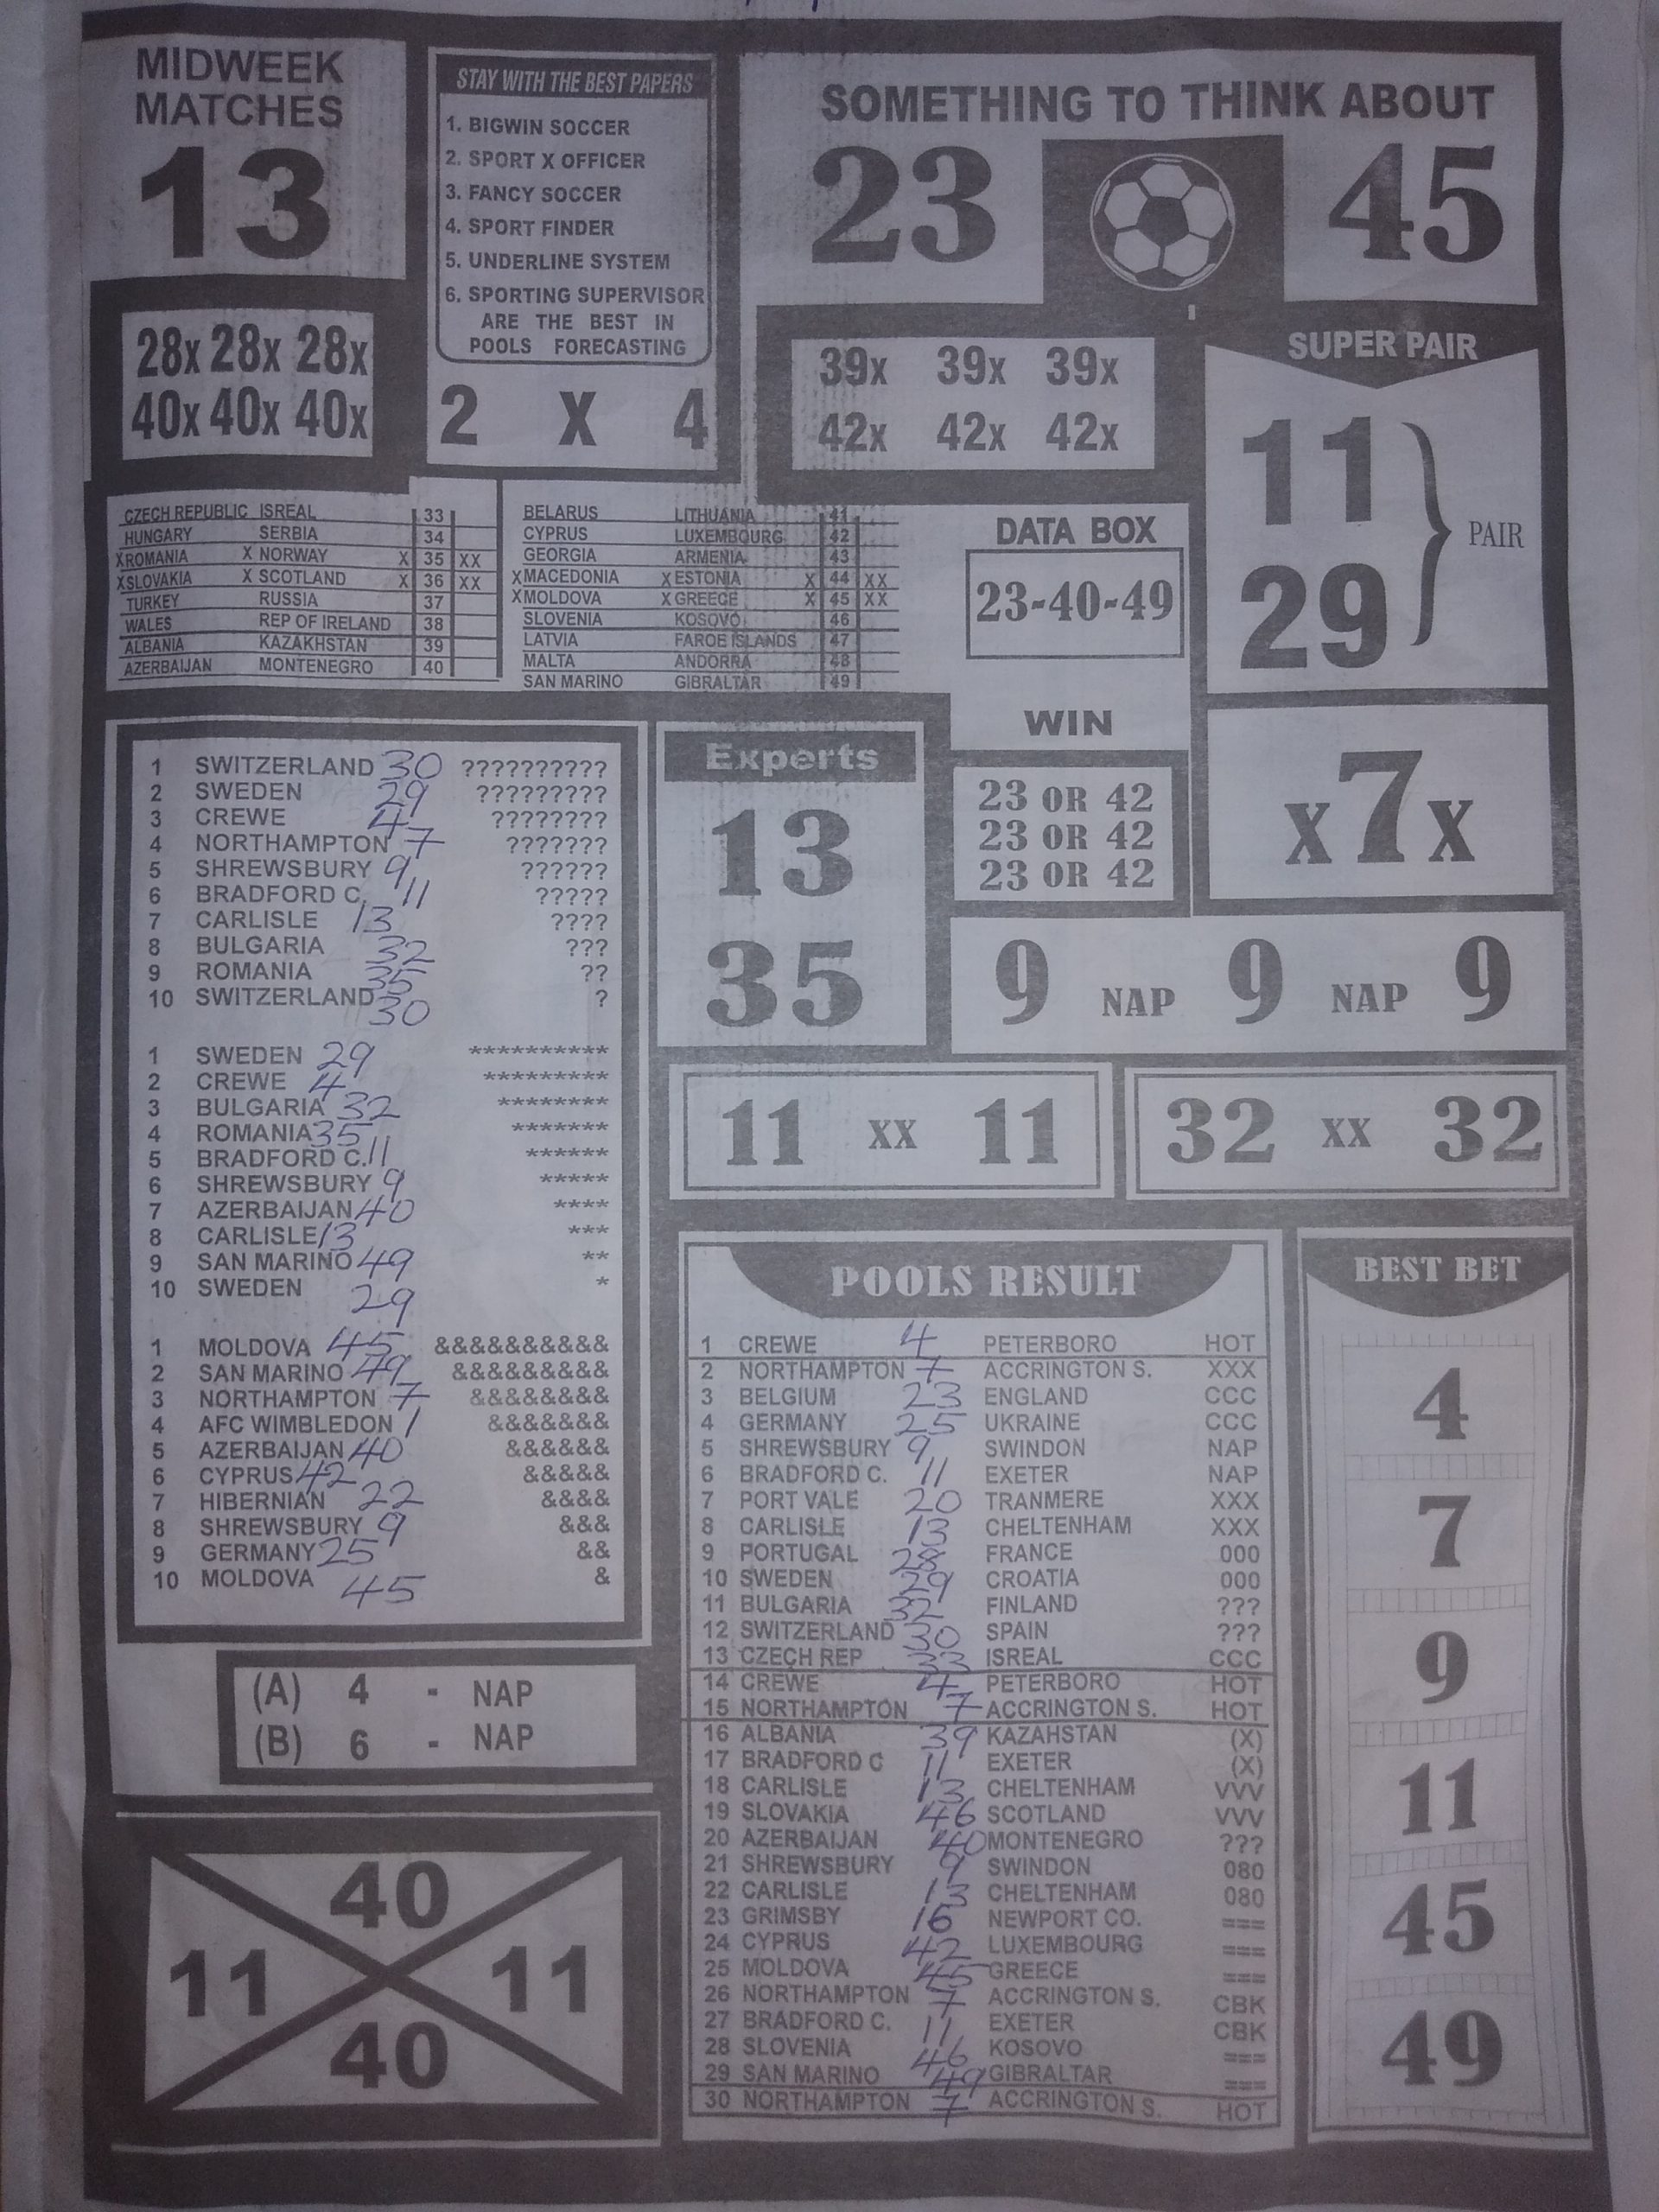 MIDWEEK
MATCHES
13
28x 28x 28x
40x 40x 40x
STAY WITH THE BEST PAPERS
1. BIGWIN SOCCER
2. SPORT X OFFICER
3. FANCY SOCCER
4. SPORT FINDER
5. UNDERLINE SYSTEM
6. SPORTING SUPERVISOR
ARE THE BEST IN
POOLS FORECASTING
2 X 4
SOMETHING TO THINK ABOUT
23 45
39x 39x 39x
42x 42x 42x
SUPER PAIR
11
29
PAIR
CZECH REPUBLIC ISREAL 33
HUNGARY SERBIA 34
XROMANIA X NORWAY X 35 XX
XSLOVAKIA X SCOTLAND X 36 XX
TURKEY RUSSIA 37
WALES REP OF IRELAND 38
ALBANIA KAZAKHSTAN 39
AZERBAIJAN MONTENEGRO 40
BELARUS LITHUANIA 41
CYPRUS LUXEMBOURG 42
GEORGIA ARMENIA 43
XMACEDONIA XESTONIA X 44 XX
XMOLDOVA XGREECE X 45 XX
SLOVENIA KOSOVO 46
LATVIA FAROE ISLANDS 47
MALTA ANDORRA 48
SAN MARINO GIBRALTAR 49
DATA BOX
23-40-49
WIN
23 OR 42
23 OR 42
23 OR 42
X 7 X
1 SWITZERLAND 30 ??????????
2 SWEDEN 29 ?????????
3 CREWE 4 ????????
4 NORTHAMPTON 7 ???????
5 SHREWSBURY 9 ??????
6 BRADFORD C. 11 ?????
7 CARLISLE 13 ????
8 BULGARIA 32 ???
9 ROMANIA 35 ??
10 SWITZERLAND 30 ?
1 SWEDEN 29 **********
2 CREWE 4 *********
3 BULGARIA 32 ********
4 ROMANIA 35 *******
5 BRADFORD C. 11 ******
6 SHREWSBURY 9 *****
7 AZERBAIJAN 40 ****
8 CARLISLE 13 ***
9 SAN MARINO 49 **
10 SWEDEN 29 *
1 MOLDOVA 45 &&&&&&&&&&
2 SAN MARINO 49 &&&&&&&&&
3 NORTHAMPTON 7 &&&&&&&&
4 AFC WIMBLEDON 1 &&&&&&&
5 AZERBAIJAN 40 &&&&&&
6 CYPRUS 42 &&&&&
7 HIBERNIAN 22 &&&&
8 SHREWSBURY 9 &&&
9 GERMANY 25 &&
10 MOLDOVA 45 &
Experts
13
35
9 NAP 9 NAP 9
11 XX 11
32 XX 32
(A) 4 - NAP
(B) 6 - NAP
40
11 11
40
POOLS RESULT
1 CREWE 4 PETERBORO HOT
2 NORTHAMPTON 7 ACCRINGTON S. XXX
3 BELGIUM 23 ENGLAND CCC
4 GERMANY 25 UKRAINE CCC
5 SHREWSBURY 9 SWINDON NAP
6 BRADFORD C. 11 EXETER NAP
7 PORT VALE 20 TRANMERE XXX
8 CARLISLE 13 CHELTENHAM XXX
9 PORTUGAL 28 FRANCE 000
10 SWEDEN 29 CROATIA 000
11 BULGARIA 32 FINLAND ???
12 SWITZERLAND 30 SPAIN ???
13 CZECH REP 33 ISREAL CCC
14 CREWE 4 PETERBORO HOT
15 NORTHAMPTON 7 ACCRINGTON S. HOT
16 ALBANIA 39 KAZAHSTAN (X)
17 BRADFORD C 11 EXETER (X)
18 CARLISLE 13 CHELTENHAM VVV
19 SLOVAKIA 46 SCOTLAND VVV
20 AZERBAIJAN 40 MONTENEGRO ???
21 SHREWSBURY 9 SWINDON 080
22 CARLISLE 13 CHELTENHAM 080
23 GRIMSBY 16 NEWPORT CO. ===
24 CYPRUS 42 LUXEMBOURG ===
25 MOLDOVA 45 GREECE ===
26 NORTHAMPTON 7 ACCRINGTON S. CBK
27 BRADFORD C. 11 EXETER CBK
28 SLOVENIA 46 KOSOVO ===
29 SAN MARINO 49 GIBRALTAR ===
30 NORTHAMPTON 7 ACCRINGTON S. HOT
BEST BET
4
7
9
11
45
49